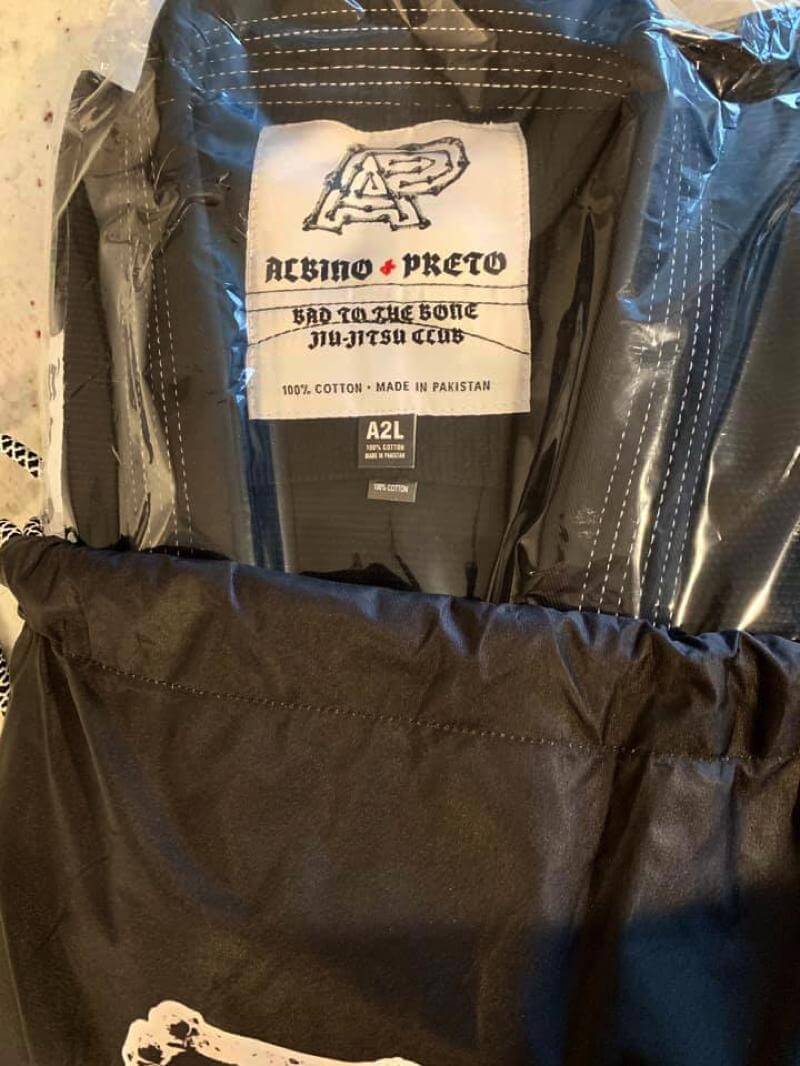 AP
ALBINO + PRETO
BAD TO THE BONE
JIU-JITSU CLUB
100% COTTON • MADE IN PAKISTAN
A2L
100% COTTON
MADE IN PAKISTAN
100% COTTON